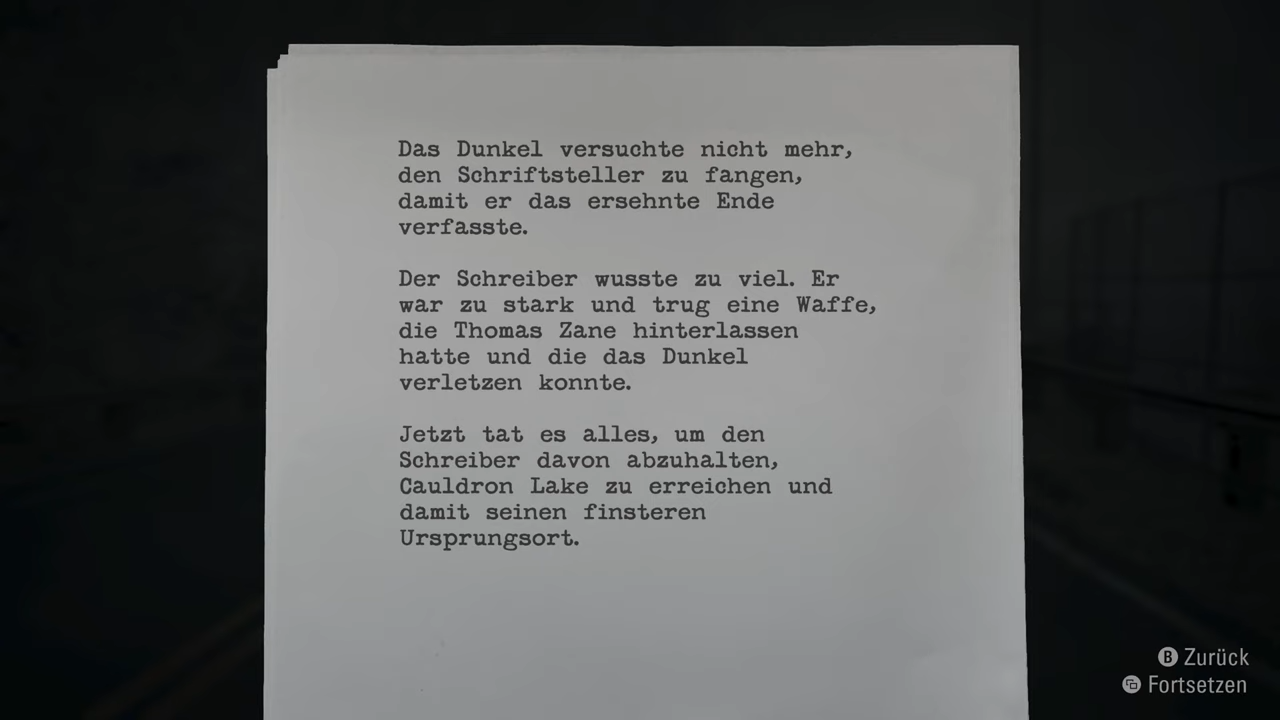 Das Dunkel versuchte nicht mehr,
den Schriftsteller zu fangen,
damit er das ersehnte Ende
verfasste.
Der Schreiber wusste zu viel. Er
war zu stark und trug eine Waffe,
die Thomas Zane hinterlassen
hatte und die das Dunkel
verletzen konnte.
Jetzt tat es alles, um den
Schreiber davon abzuhalten,
Cauldron Lake zu erreichen und
damit seinen finsteren
Ursprungsort.
B Zurück
Fortsetzen